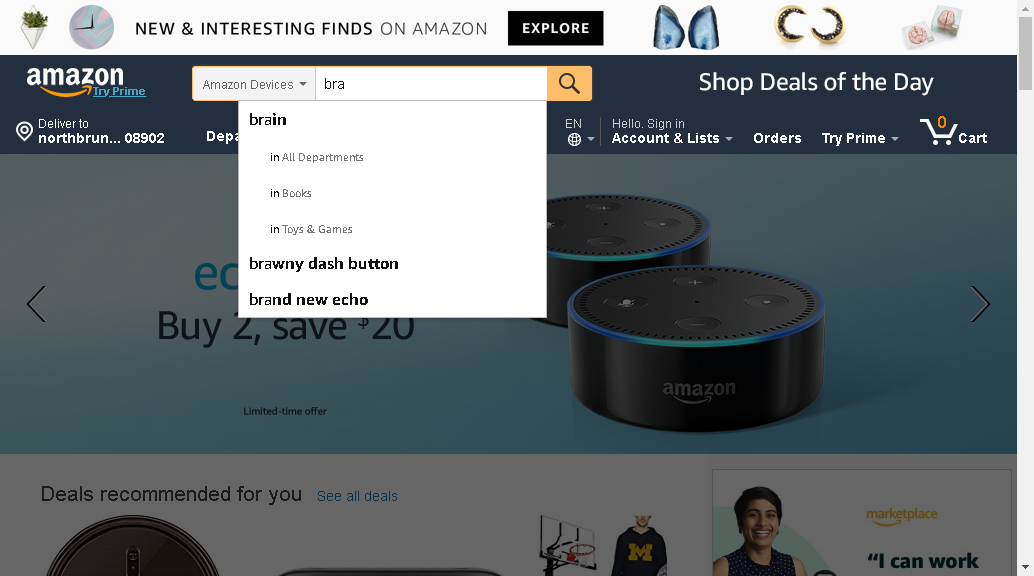 NEW & INTERESTING FINDS ON AMAZON
EXPLORE
amazon
Try Prime
Amazon Devices
bra
Shop Deals of the Day
Deliver to
northbrun... 08902
EN
Hello. Sign in
Account & Lists
Orders
Try Prime
0
Cart
brain
in All Departments
in Books
in Toys & Games
brawny dash button
brand new echo
Buy 2, save $20
Limited-time offer
amazon
Deals recommended for you
See all deals
M
marketplace
“I can work